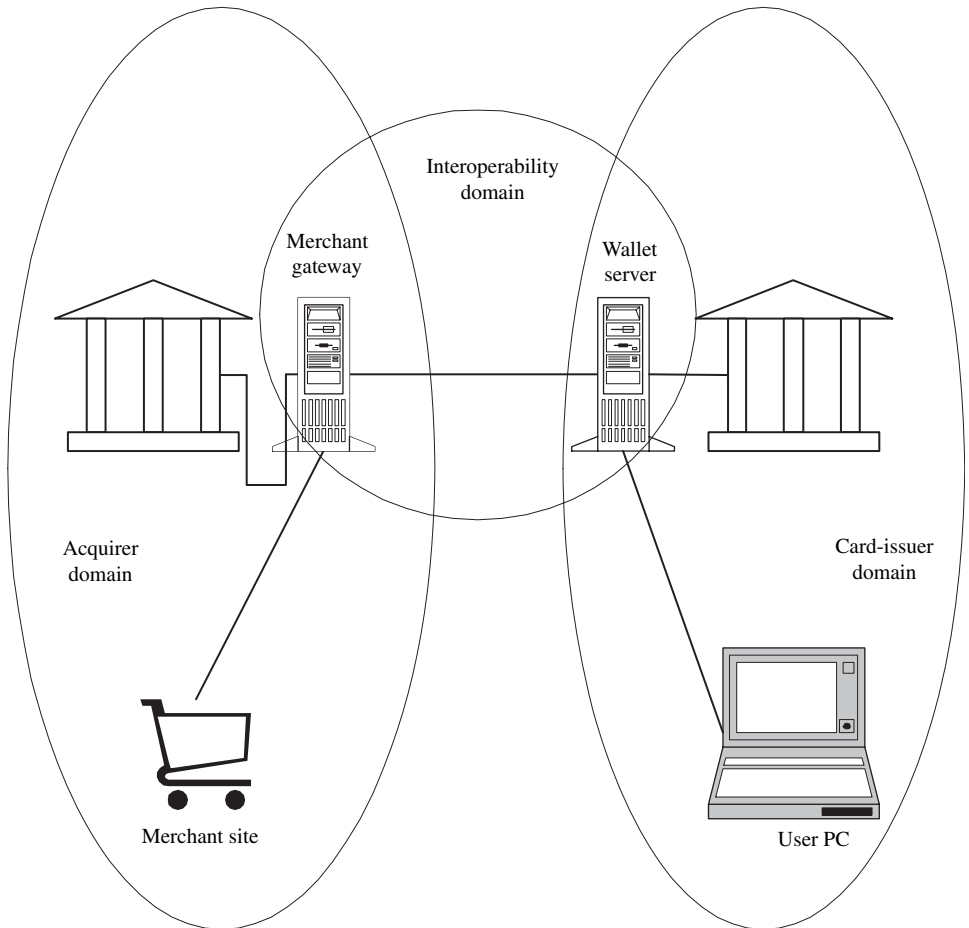 Interoperability
domain
Merchant
gateway
Wallet
server
Acquirer
domain
Card-issuer
domain
Merchant site
User PC